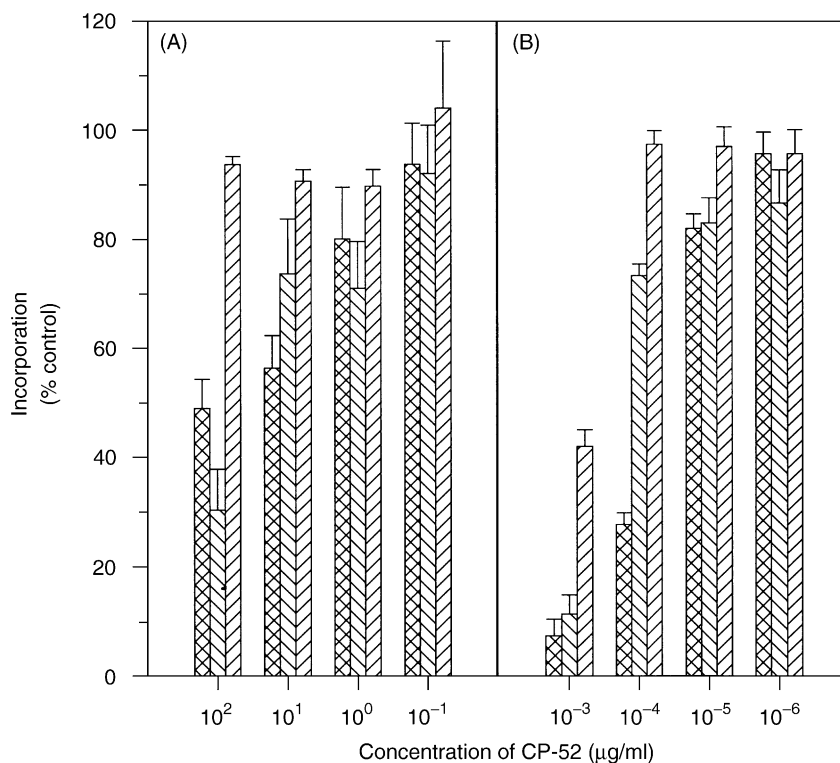 120
100
80
60
40
20
0
Incorporation
(% control)
(A)
(B)
10² 10¹ 10⁰ 10⁻¹ 10⁻³ 10⁻⁴ 10⁻⁵ 10⁻⁶
Concentration of CP-52 (μg/ml)